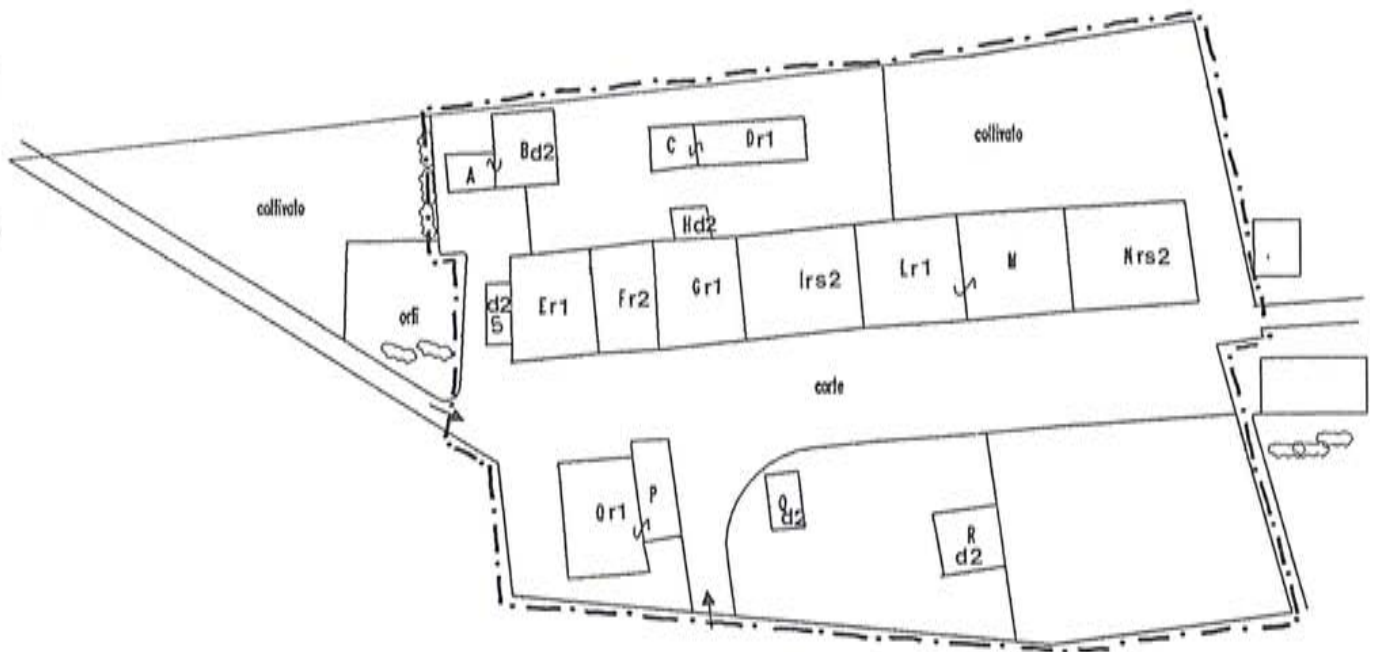 coltivato
A
Bd2
C
Dr1
coltivato
Hd2
orti
d2
S
Er1
Fr2
Gr1
Irs2
Lr1
M
Nrs2
corte
Or1
P
Q
d2
R
d2